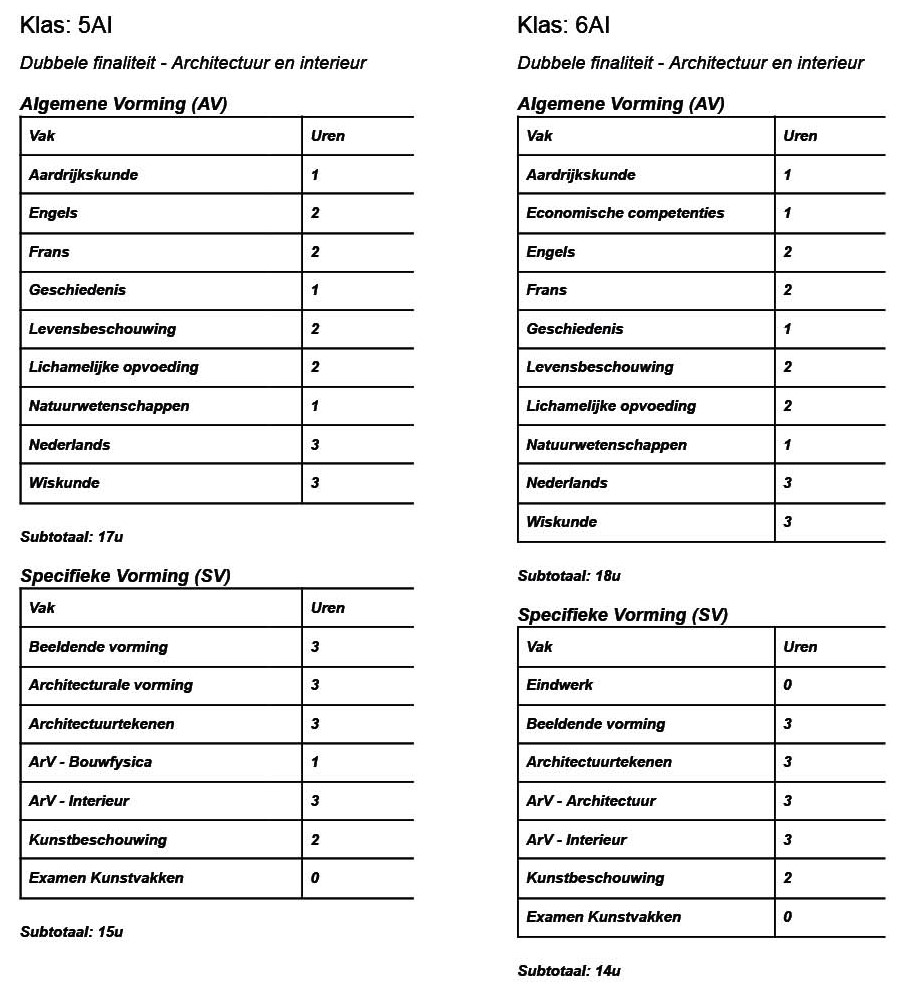 Klas: 5AI
Dubbele finaliteit - Architectuur en interieur
Algemene Vorming (AV)
Vak Uren
Aardrijkskunde 1
Engels 2
Frans 2
Geschiedenis 1
Levensbeschouwing 2
Lichamelijke opvoeding 2
Natuurwetenschappen 1
Nederlands 3
Wiskunde 3
Subtotaal: 17u
Specifieke Vorming (SV)
Vak Uren
Beeldende vorming 3
Architecturale vorming 3
Architectuurtekenen 3
ArV - Bouwfysica 1
ArV - Interieur 3
Kunstbeschouwing 2
Examen Kunstvakken 0
Subtotaal: 15u
Klas: 6AI
Dubbele finaliteit - Architectuur en interieur
Algemene Vorming (AV)
Vak Uren
Aardrijkskunde 1
Economische competenties 1
Engels 2
Frans 2
Geschiedenis 1
Levensbeschouwing 2
Lichamelijke opvoeding 2
Natuurwetenschappen 1
Nederlands 3
Wiskunde 3
Subtotaal: 18u
Specifieke Vorming (SV)
Vak Uren
Eindwerk 0
Beeldende vorming 3
Architectuurtekenen 3
ArV - Architectuur 3
ArV - Interieur 3
Kunstbeschouwing 2
Examen Kunstvakken 0
Subtotaal: 14u